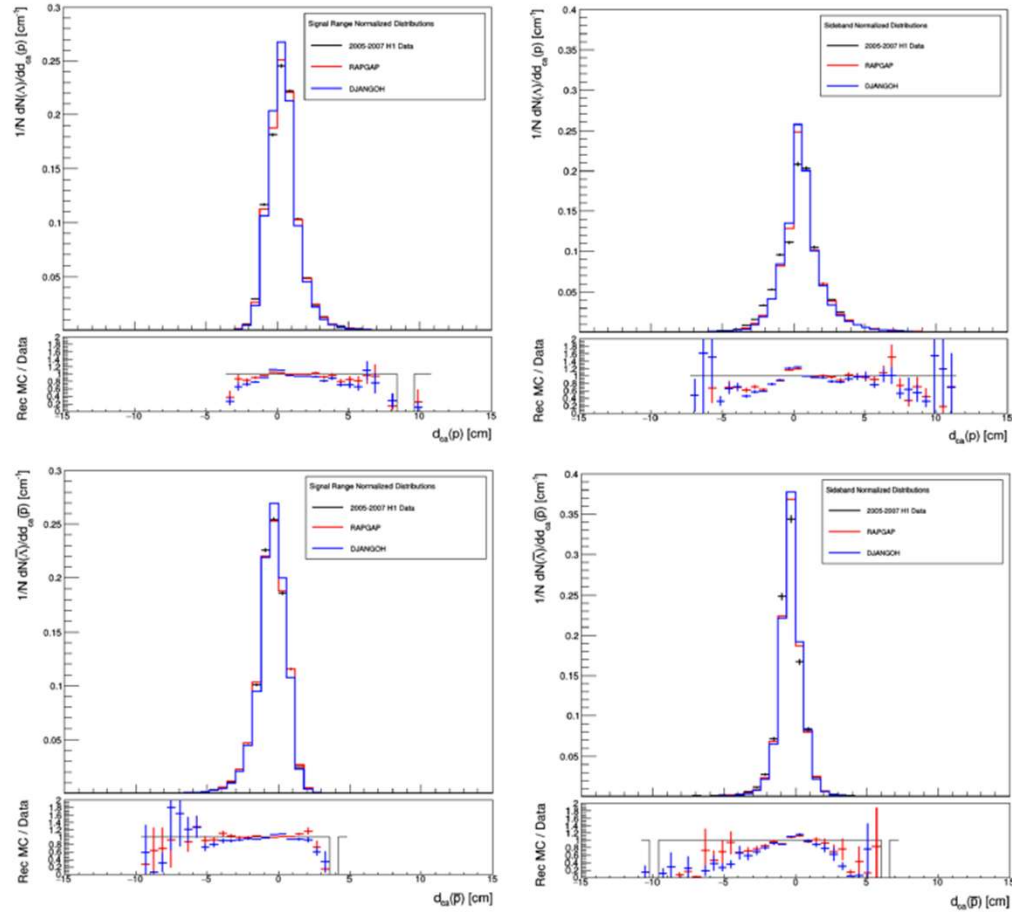 1/N dN(Λ)/dd_ca(p) [cm⁻¹]
0.3
0.25
0.2
0.15
0.1
0.05
Signal Range Normalized Distributions
2005-2007 H1 Data
RAPGAP
DJANGOH
Rec MC / Data
−15 −10 −5 0 5 10 15
d_ca(p) [cm]
1/N dN(Λ)/dd_ca(p) [cm⁻¹]
0.4
0.35
0.3
0.25
0.2
0.15
0.1
0.05
Sideband Normalized Distributions
2005-2007 H1 Data
RAPGAP
DJANGOH
Rec MC / Data
−15 −10 −5 0 5 10 15
d_ca(p) [cm]
1/N dN(Λ̅)/dd_ca(p̅) [cm⁻¹]
0.3
0.25
0.2
0.15
0.1
0.05
Signal Range Normalized Distributions
2005-2007 H1 Data
RAPGAP
DJANGOH
Rec MC / Data
−15 −10 −5 0 5 10 15
d_ca(p̅) [cm]
1/N dN(Λ̅)/dd_ca(p̅) [cm⁻¹]
0.4
0.35
0.3
0.25
0.2
0.15
0.1
0.05
Sideband Normalized Distributions
2005-2007 H1 Data
RAPGAP
DJANGOH
Rec MC / Data
−15 −10 −5 0 5 10 15
d_ca(p̅) [cm]